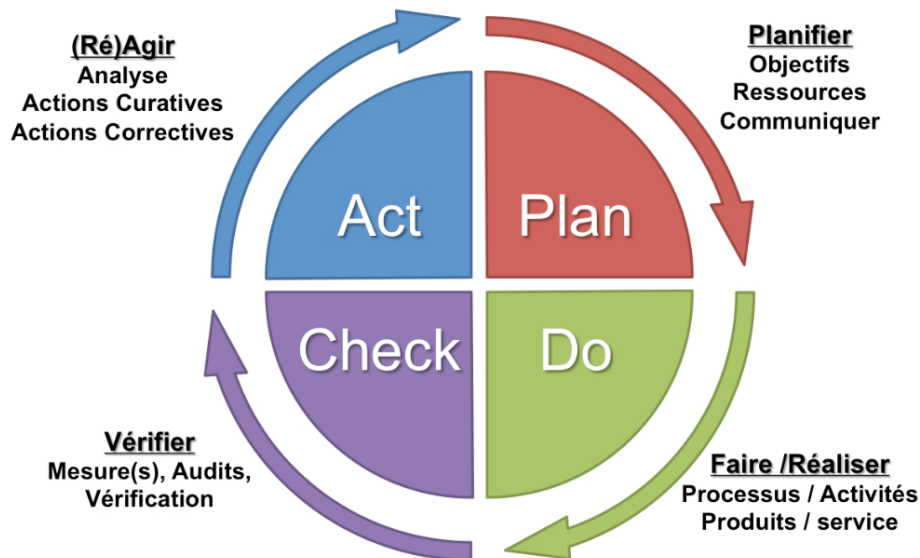 (Ré)Agir
Analyse
Actions Curatives
Actions Correctives
Planifier
Objectifs
Ressources
Communiquer
Act
Plan
Check
Do
Vérifier
Mesure(s), Audits,
Vérification
Faire /Réaliser
Processus / Activités
Produits / service